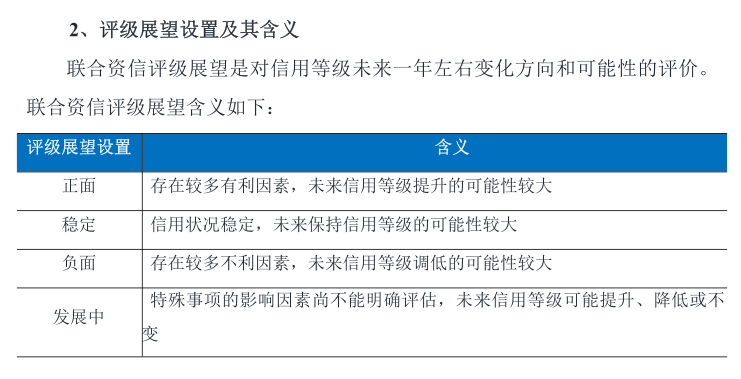 2、评级展望设置及其含义
联合资信评级展望是对信用等级未来一年左右变化方向和可能性的评价。
联合资信评级展望含义如下：
评级展望设置 含义
正面 存在较多有利因素，未来信用等级提升的可能性较大
稳定 信用状况稳定，未来保持信用等级的可能性较大
负面 存在较多不利因素，未来信用等级调低的可能性较大
发展中 特殊事项的影响因素尚不能明确评估，未来信用等级可能提升、降低或不
变